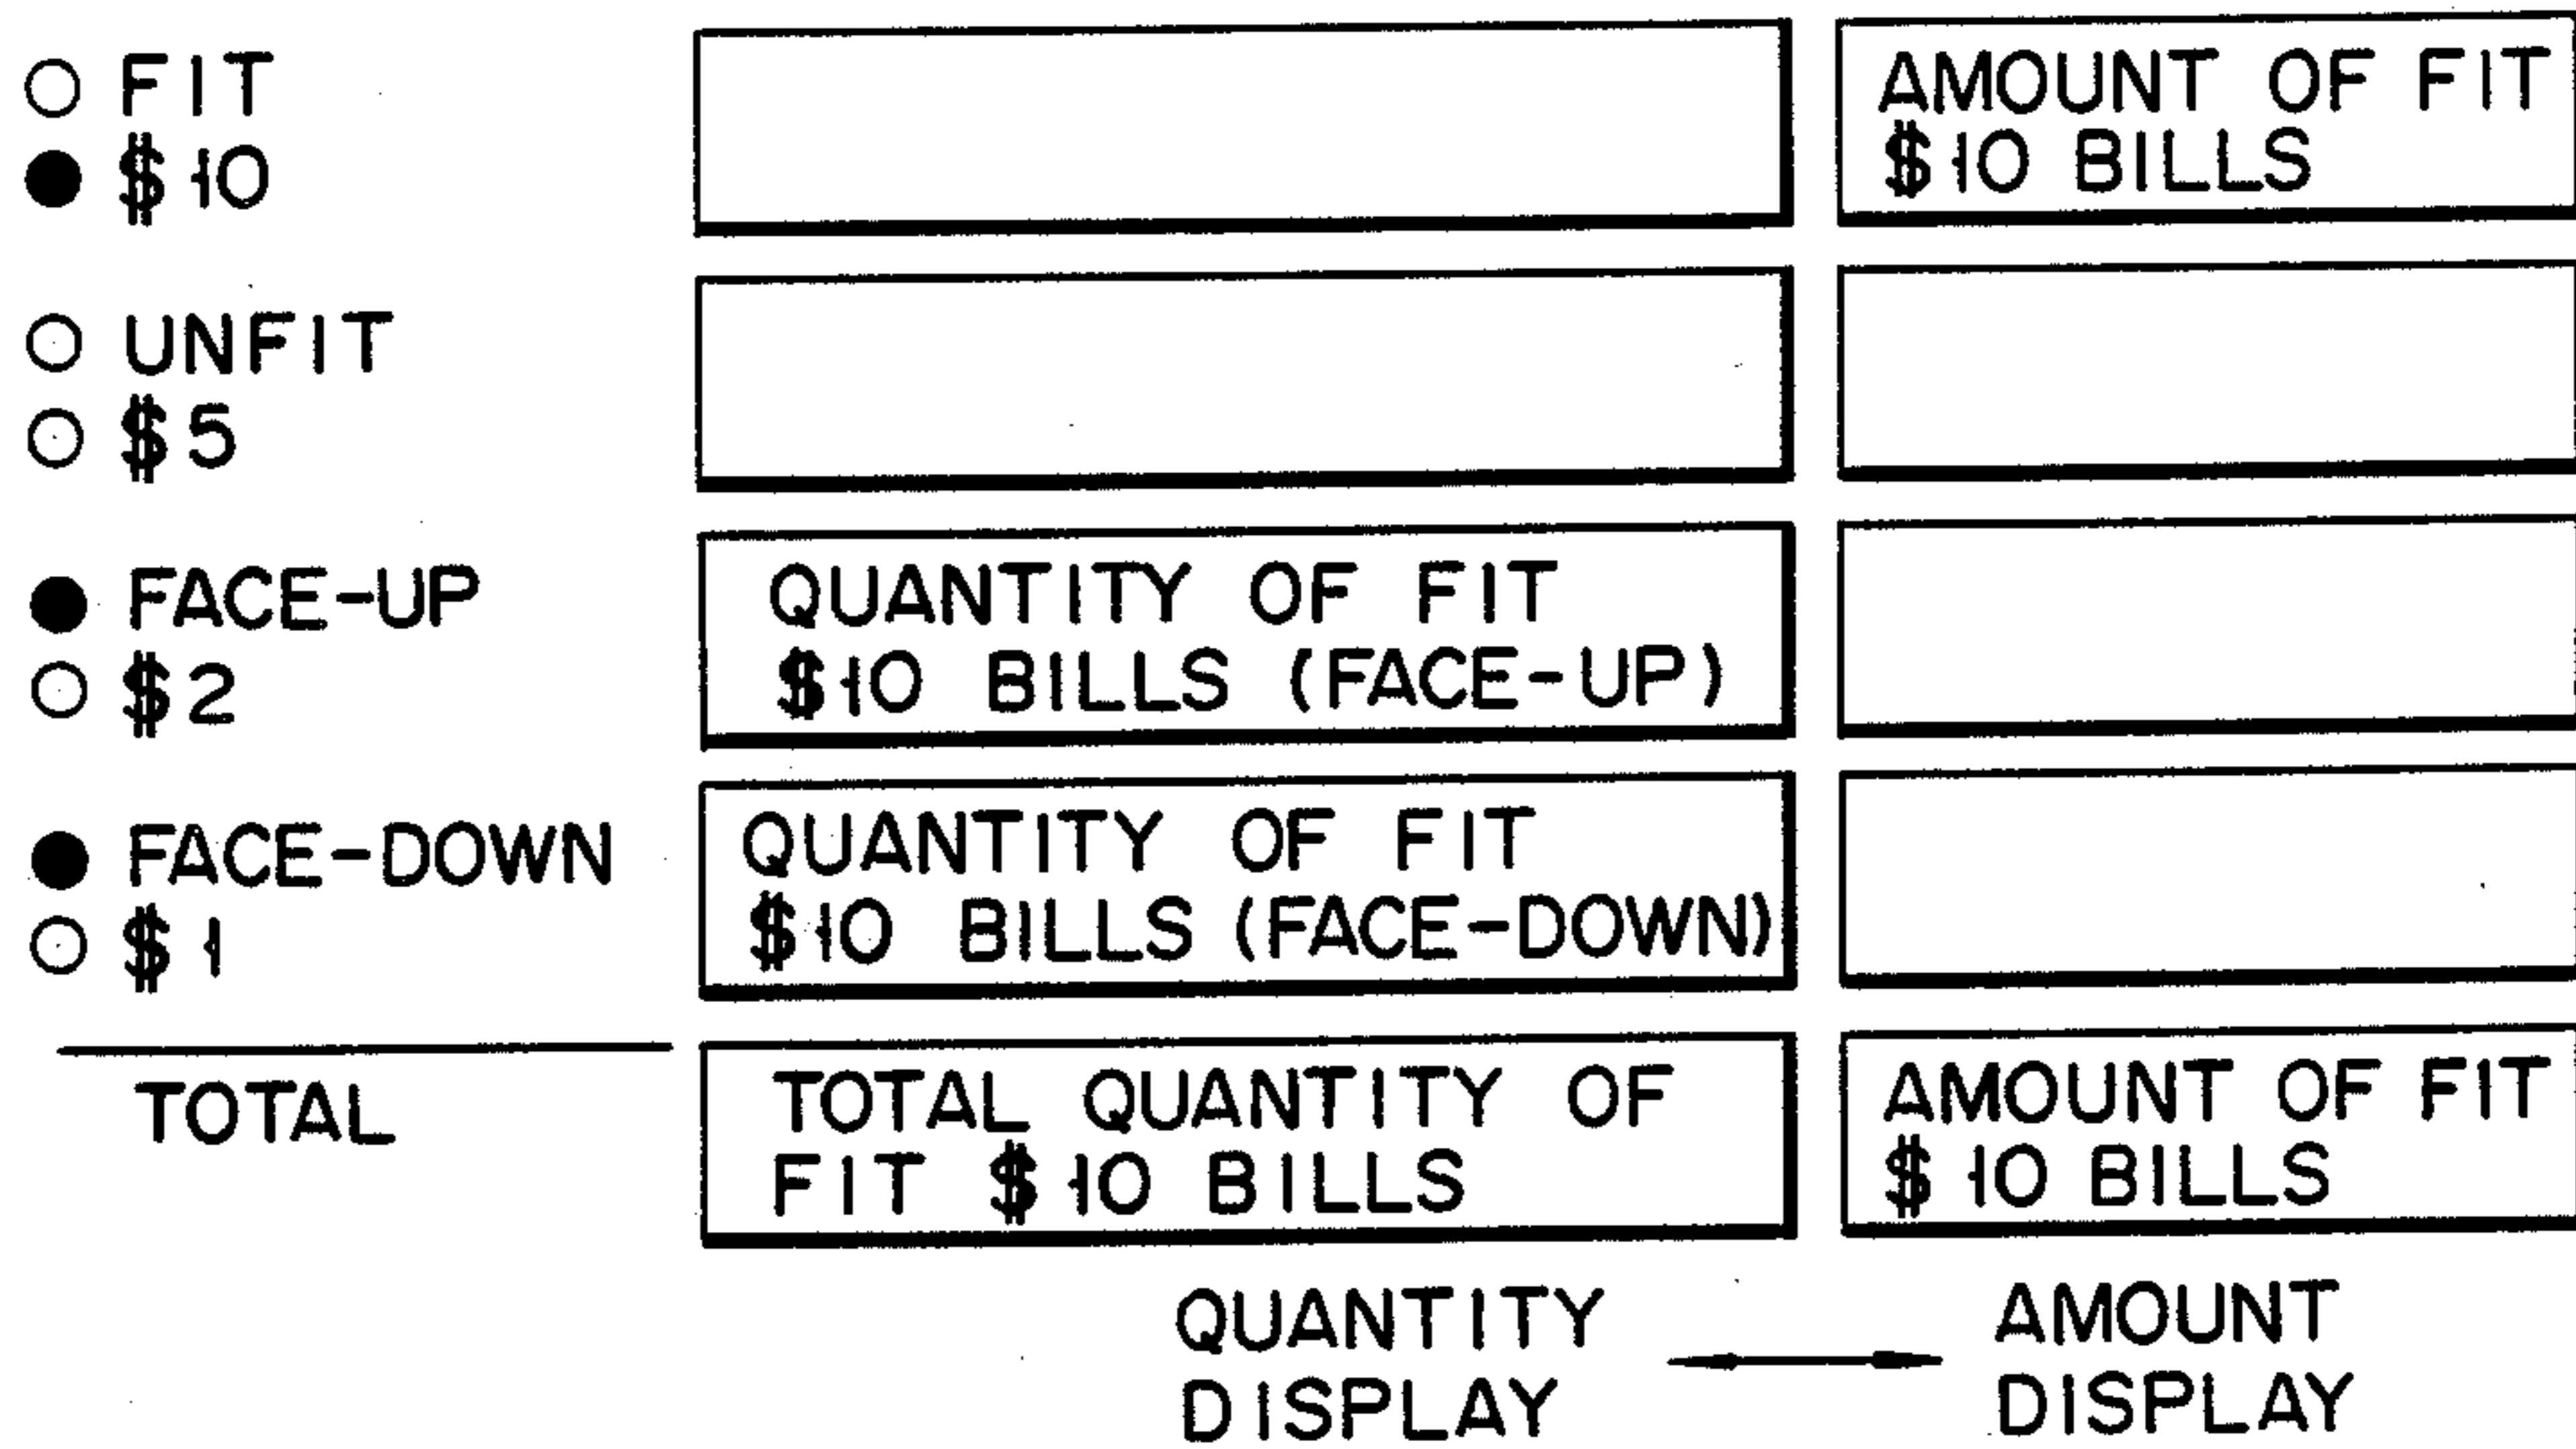 FIT
$10
AMOUNT OF FIT
$10 BILLS
UNFIT
$5
FACE-UP
$2
QUANTITY OF FIT
$10 BILLS (FACE-UP)
FACE-DOWN
$1
QUANTITY OF FIT
$10 BILLS (FACE-DOWN)
TOTAL
TOTAL QUANTITY OF
FIT $10 BILLS
AMOUNT OF FIT
$10 BILLS
QUANTITY
DISPLAY
AMOUNT
DISPLAY